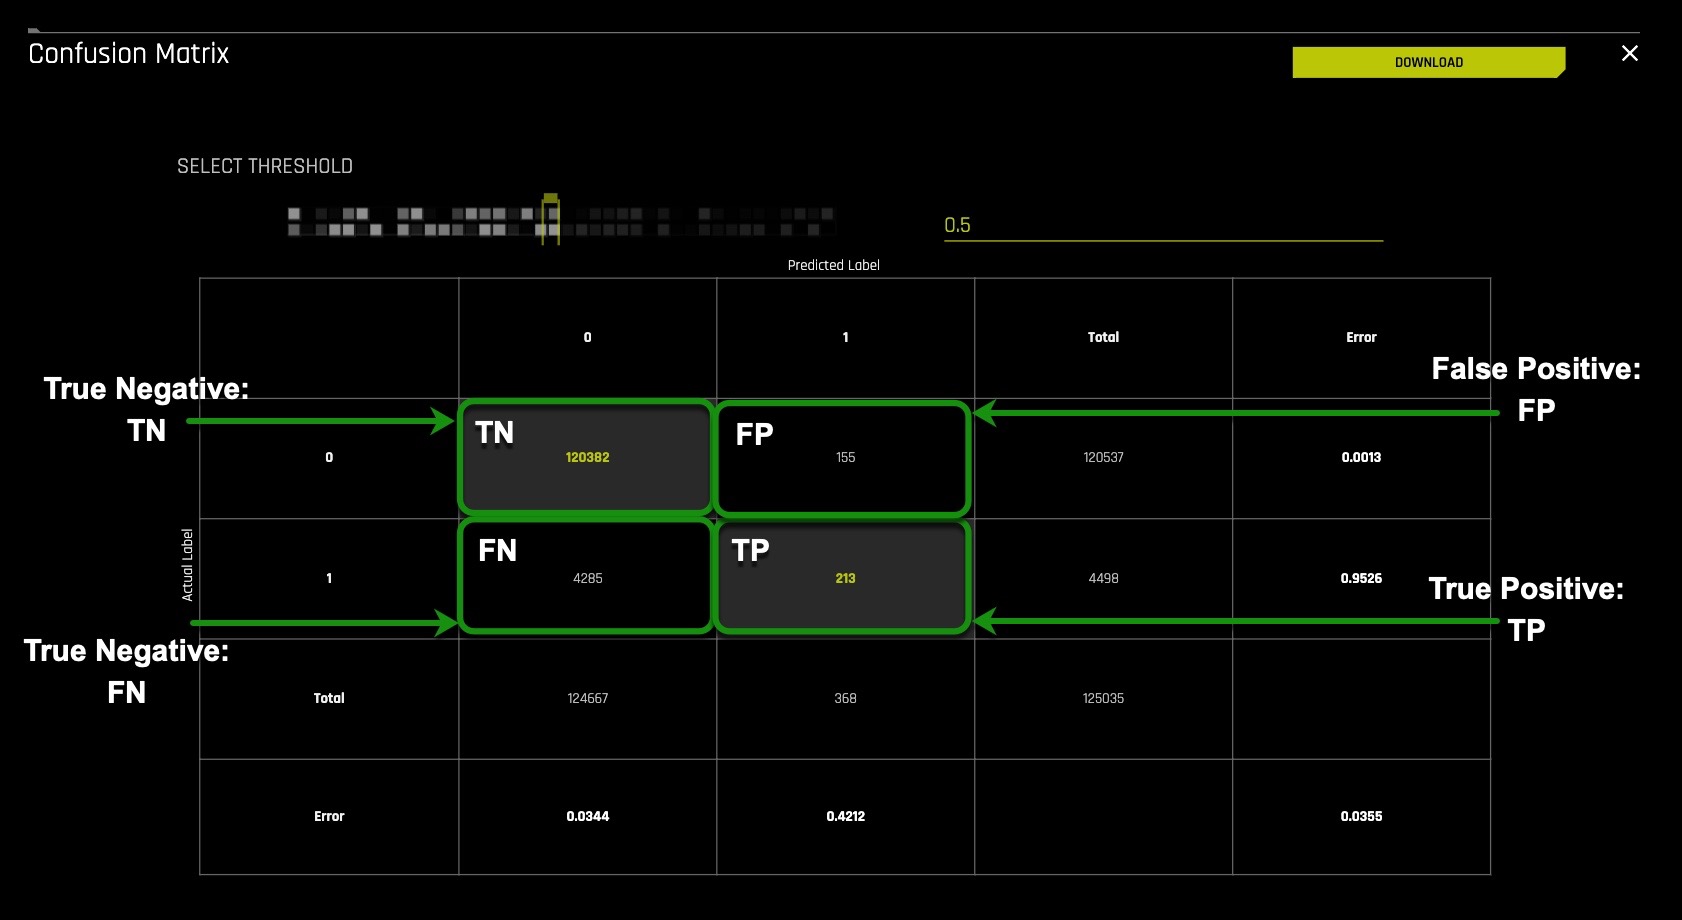 Confusion Matrix
DOWNLOAD
SELECT THRESHOLD
0.5
Predicted Label
0 1 Total Error
True Negative:
TN
False Positive:
FP
TN
FP
0 120382 155 120537 0.0013
Actual Label
FN
TP
1 4285 213 4498 0.9526
True Positive:
TP
True Negative:
FN
Total 124667 368 125035
Error 0.0344 0.4212 0.0355